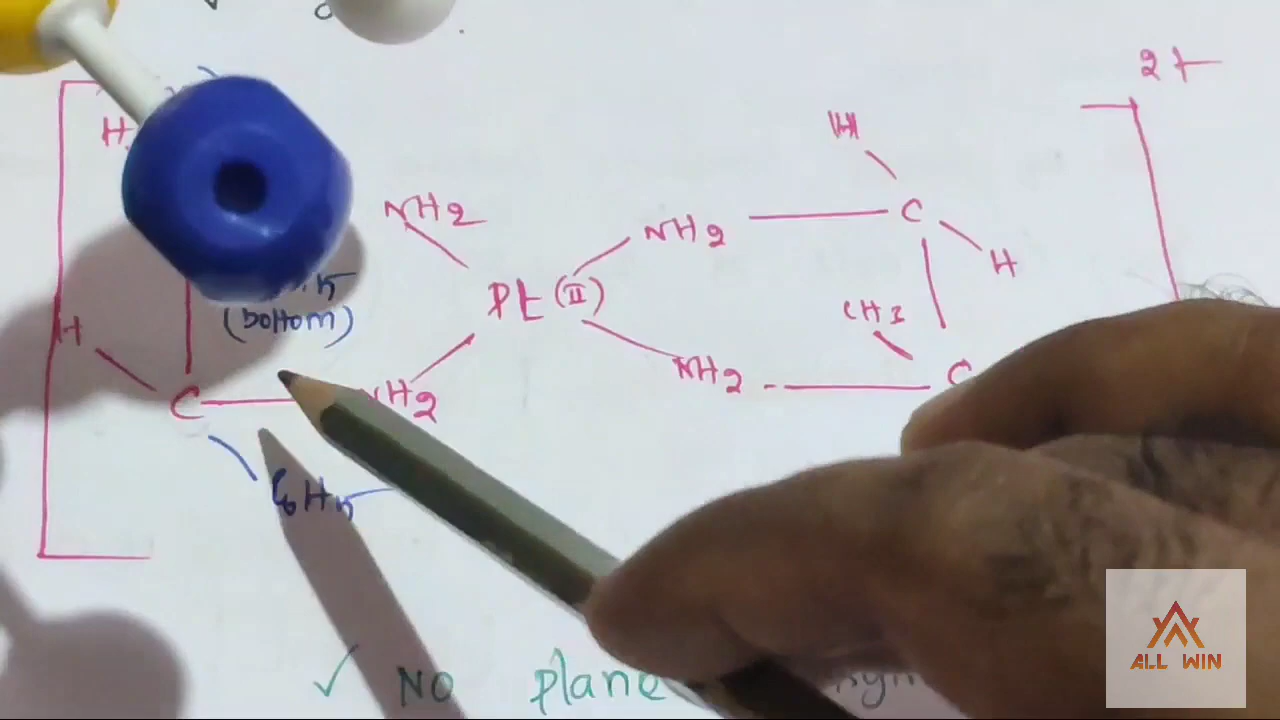 2+
H
H
NH2
NH2
C
Pt (II)
H
(bottom)
H
CH3
NH2
C
C
NH2
C6H5
✓ NO plane
ALL WIN